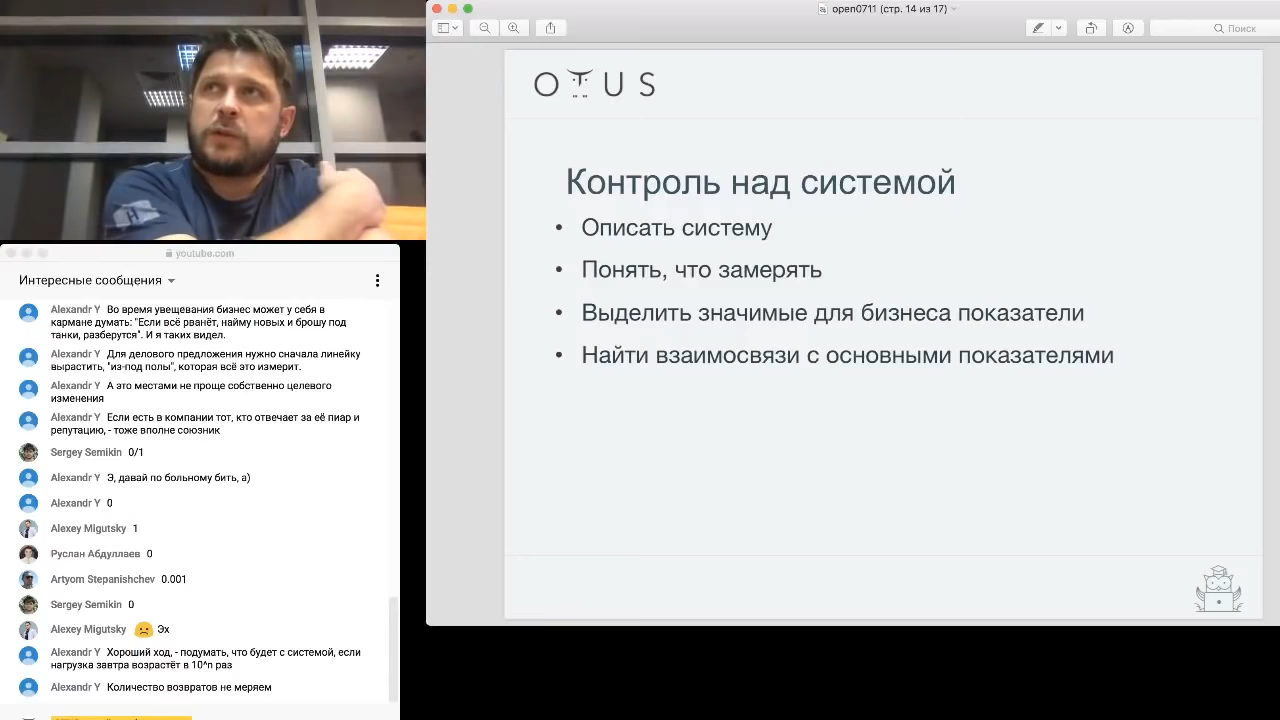 open0711 (стр. 14 из 17)
Поиск
OTUS
Контроль над системой
• Описать систему
• Понять, что замерять
• Выделить значимые для бизнеса показатели
• Найти взаимосвязи с основными показателями
youtube.com
Интересные сообщения
Alexandr Y Во время увещевания бизнес может у себя в
кармане думать: "Если всё рванёт, найму новых и брошу под
танки, разберутся". И я таких видел.
Alexandr Y Для делового предложения нужно сначала линейку
вырастить, "из-под полы", которая всё это измерит.
Alexandr Y А это местами не проще собственно целевого
изменения
Alexandr Y Если есть в компании тот, кто отвечает за её пиар и
репутацию, - тоже вполне союзник
Sergey Semikin 0/1
Alexandr Y Э, давай по больному бить, а)
Alexandr Y 0
Alexey Migutsky 1
Руслан Абдуллаев 0
Artyom Stepanishchev 0.001
Sergey Semikin 0
Alexey Migutsky Эх
Alexandr Y Хороший ход, - подумать, что будет с системой, если
нагрузка завтра возрастёт в 10^n раз
Alexandr Y Количество возвратов не меряем